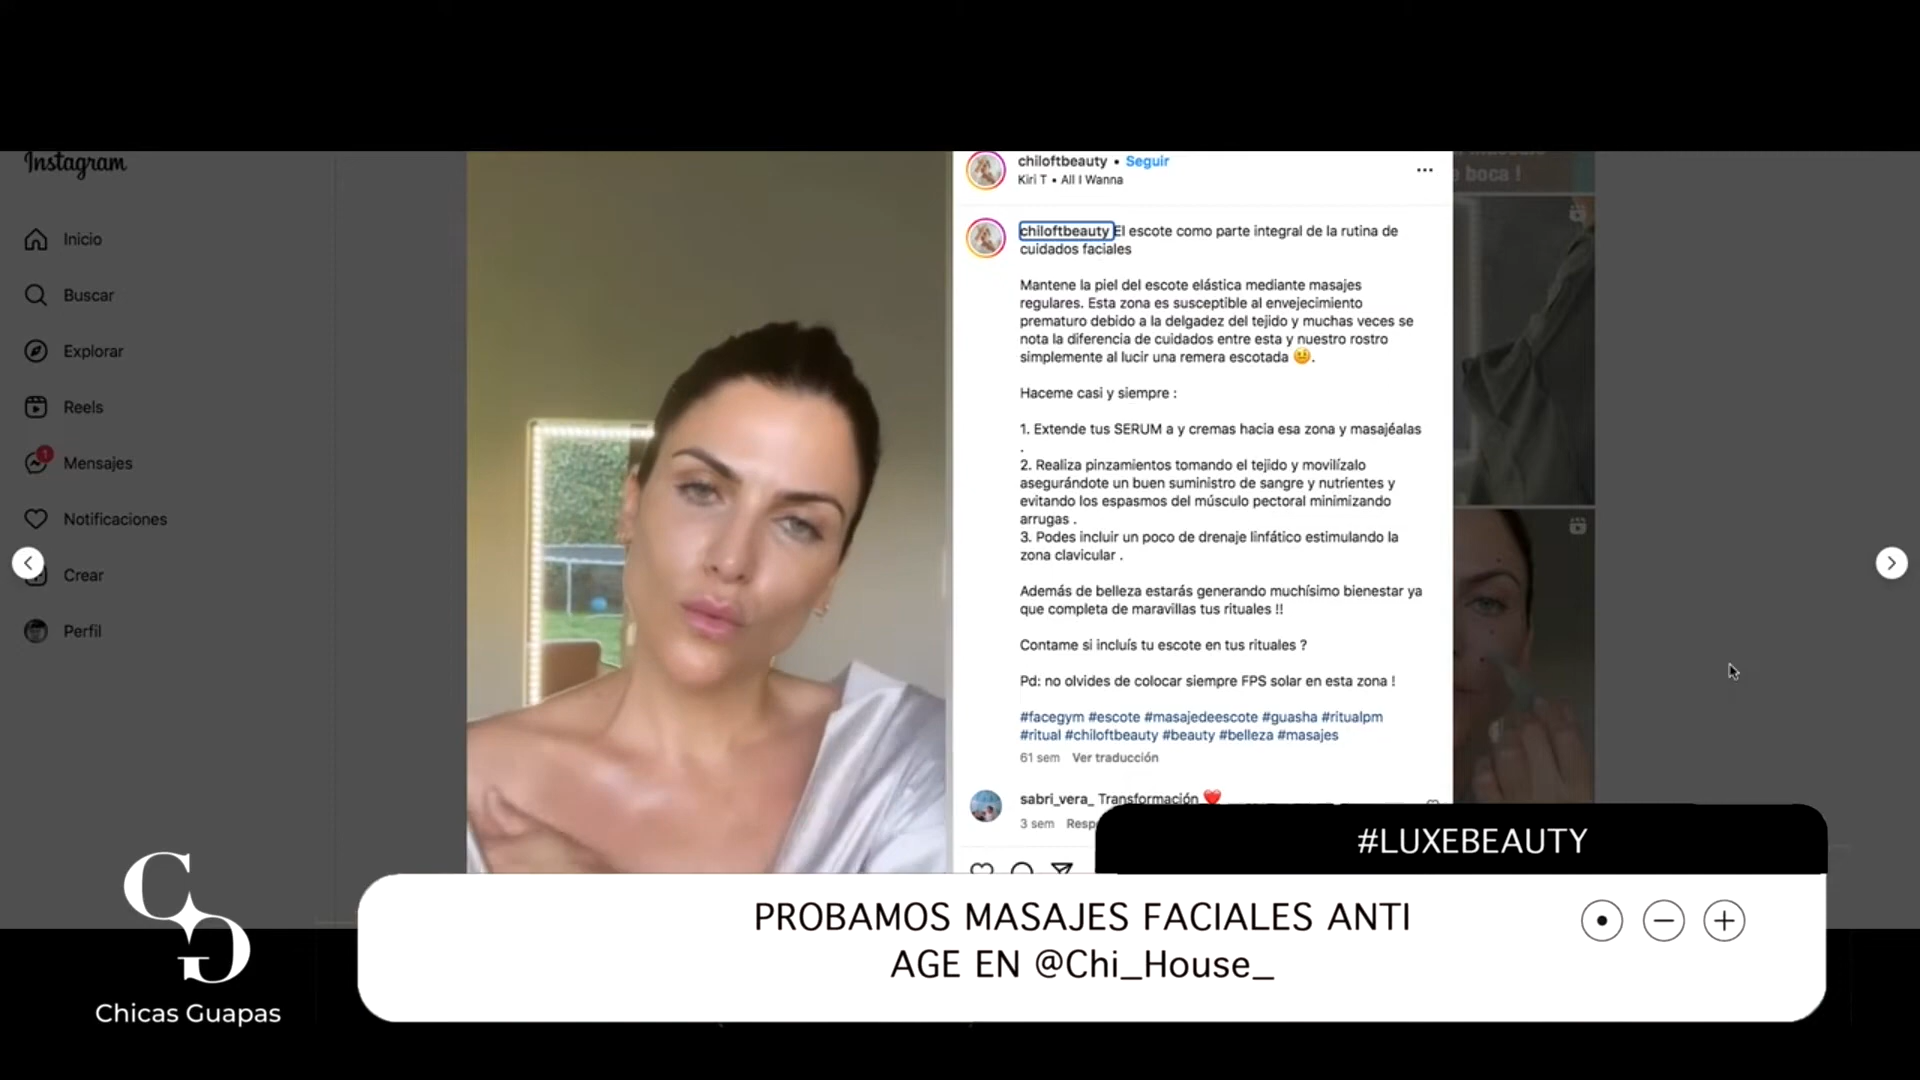 Instagram
Inicio
Buscar
Explorar
Reels
1
Mensajes
Notificaciones
Crear
Perfil
chiloftbeauty • Seguir
Kiri T • All I Wanna
chiloftbeauty El escote como parte integral de la rutina de
cuidados faciales
Mantene la piel del escote elástica mediante masajes
regulares. Esta zona es susceptible al envejecimiento
prematuro debido a la delgadez del tejido y muchas veces se
nota la diferencia de cuidados entre esta y nuestro rostro
simplemente al lucir una remera escotada 🤨.
Haceme casi y siempre :
1. Extende tus SERUM a y cremas hacia esa zona y masajéalas
.
2. Realiza pinzamientos tomando el tejido y movilízalo
asegurándote un buen suministro de sangre y nutrientes y
evitando los espasmos del músculo pectoral minimizando
arrugas .
3. Podes incluir un poco de drenaje linfático estimulando la
zona clavicular .
Además de belleza estarás generando muchísimo bienestar ya
que completa de maravillas tus rituales !!
Contame si incluís tu escote en tus rituales ?
Pd: no olvides de colocar siempre FPS solar en esta zona !
#facegym #escote #masajedeescote #guasha #ritualpm
#ritual #chiloftbeauty #beauty #belleza #masajes
61 sem Ver traducción
sabri_vera_ Transformación ❤️
3 sem Resp
boca !
#LUXEBEAUTY
PROBAMOS MASAJES FACIALES ANTI
AGE EN @Chi_House_
CG
Chicas Guapas